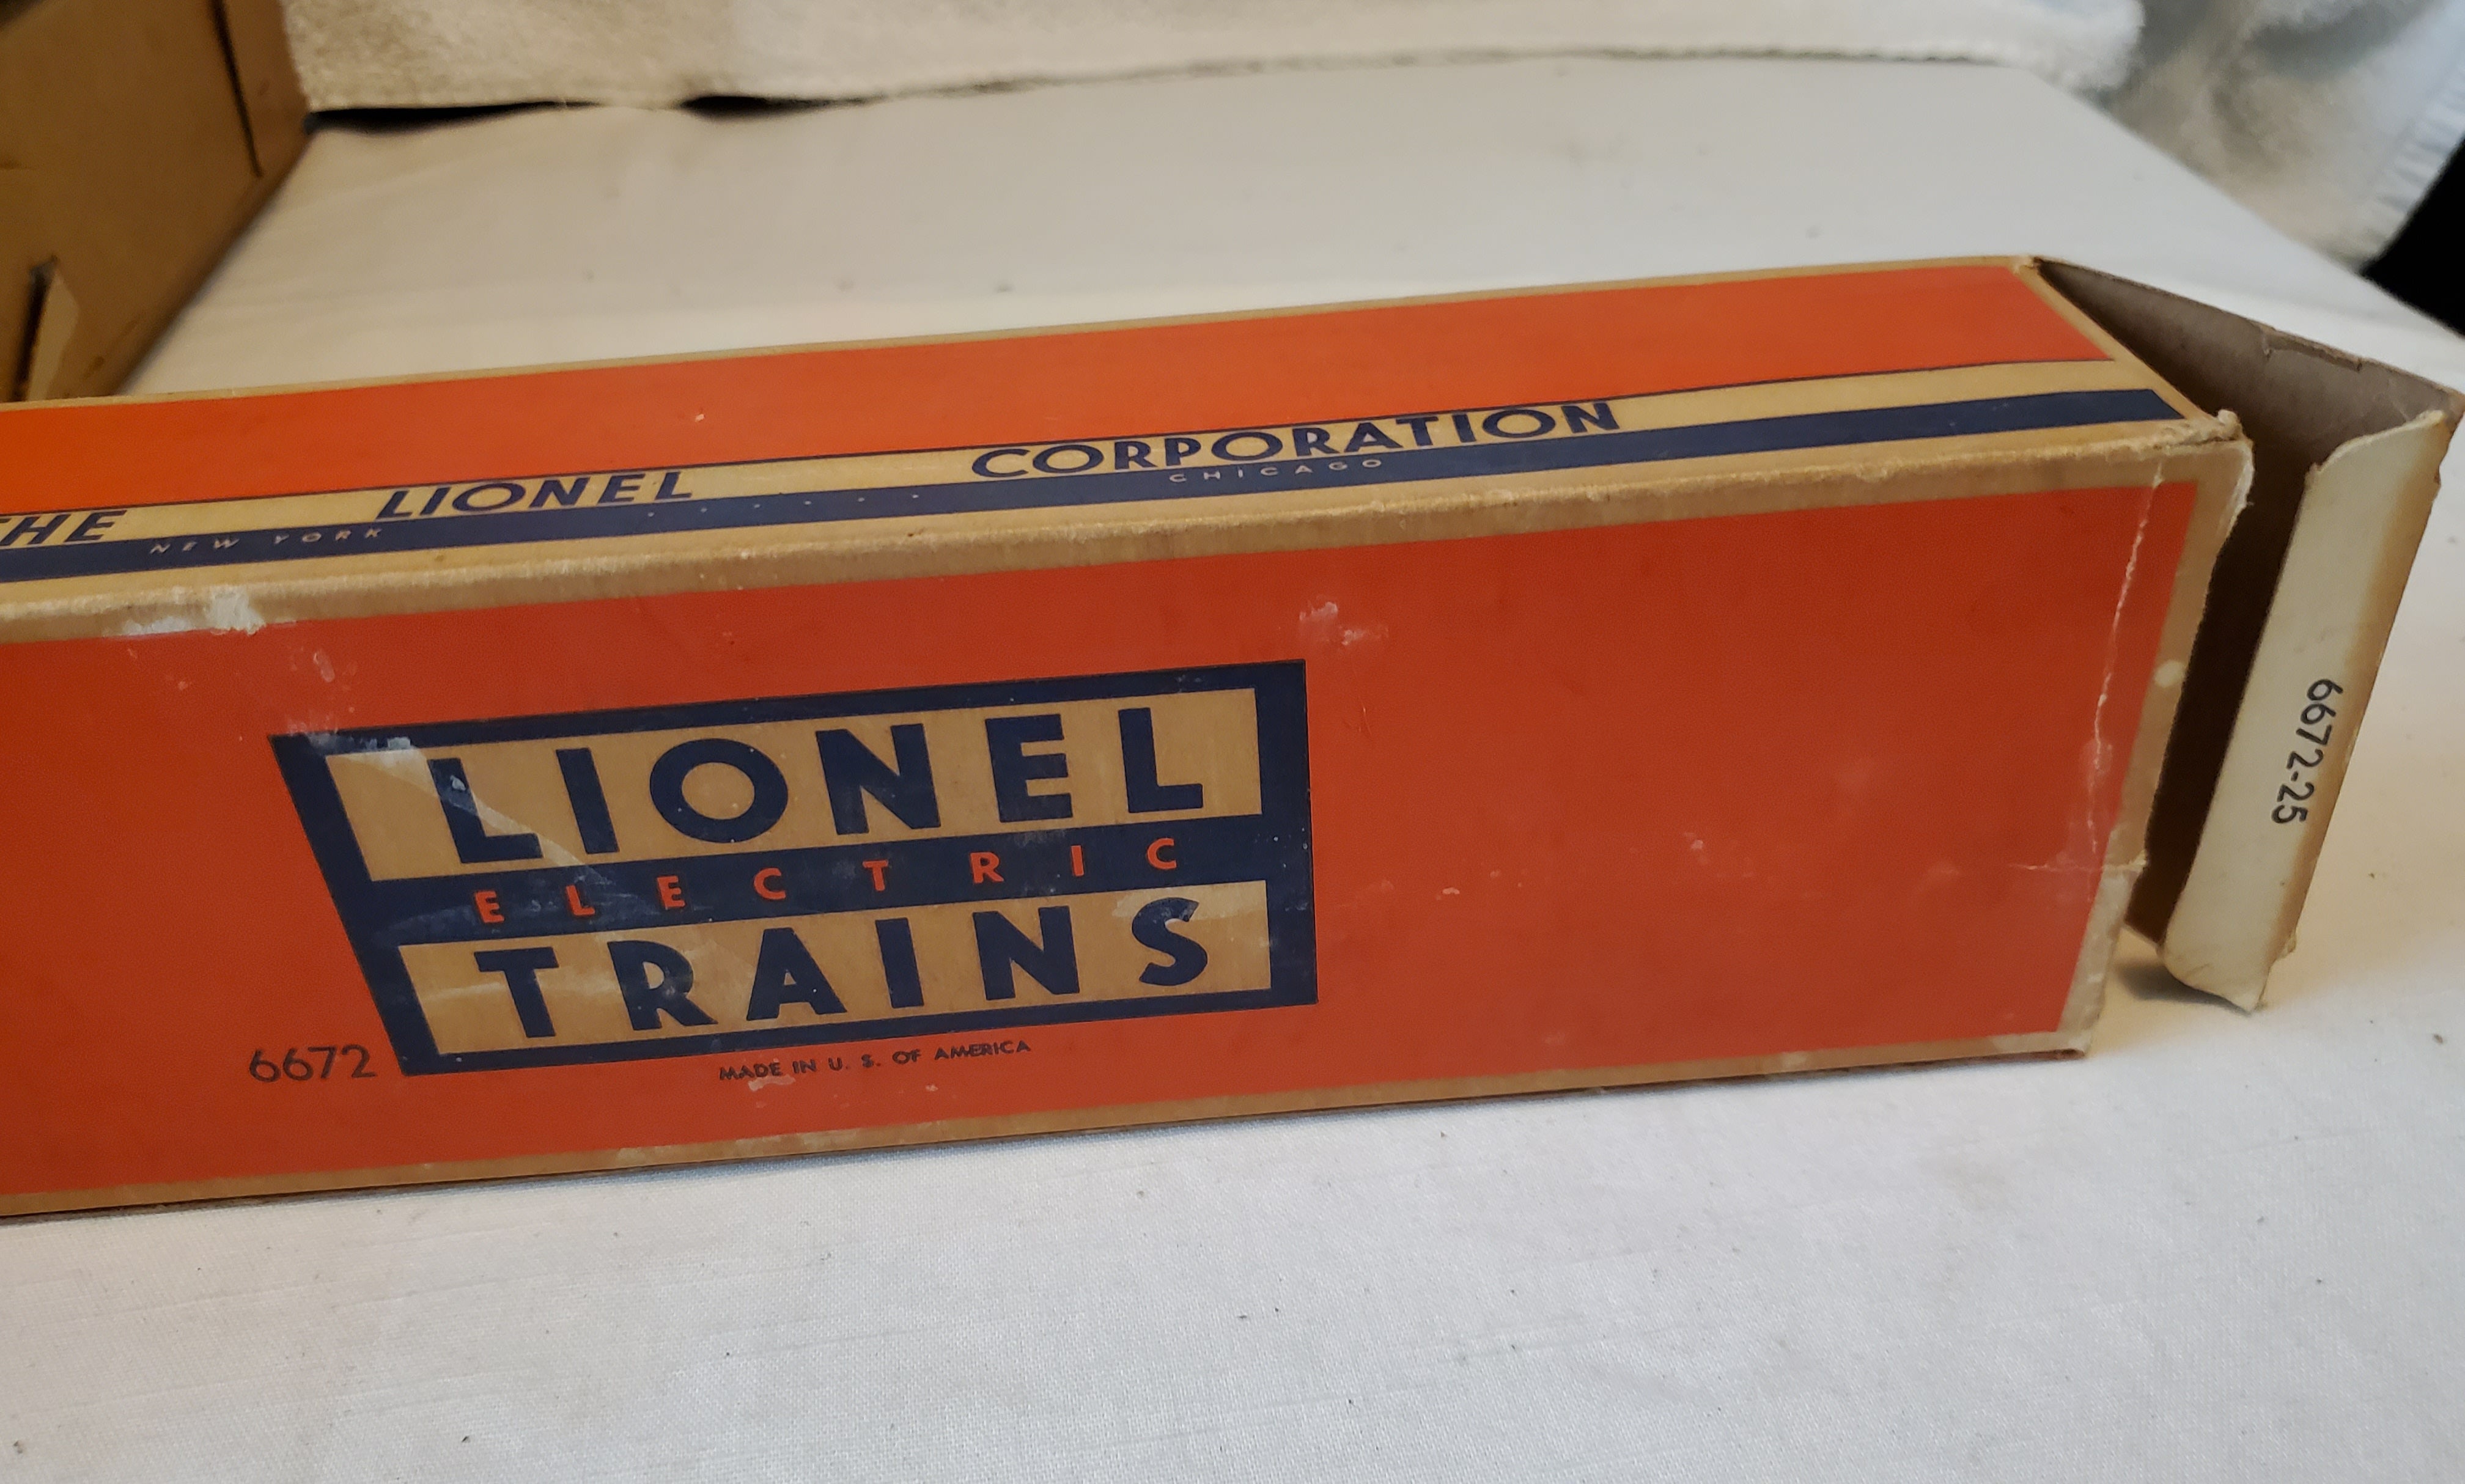 THE LIONEL CORPORATION
NEW YORK . . . . . CHICAGO
LIONEL
ELECTRIC
TRAINS
6672
MADE IN U. S. OF AMERICA
6672-25